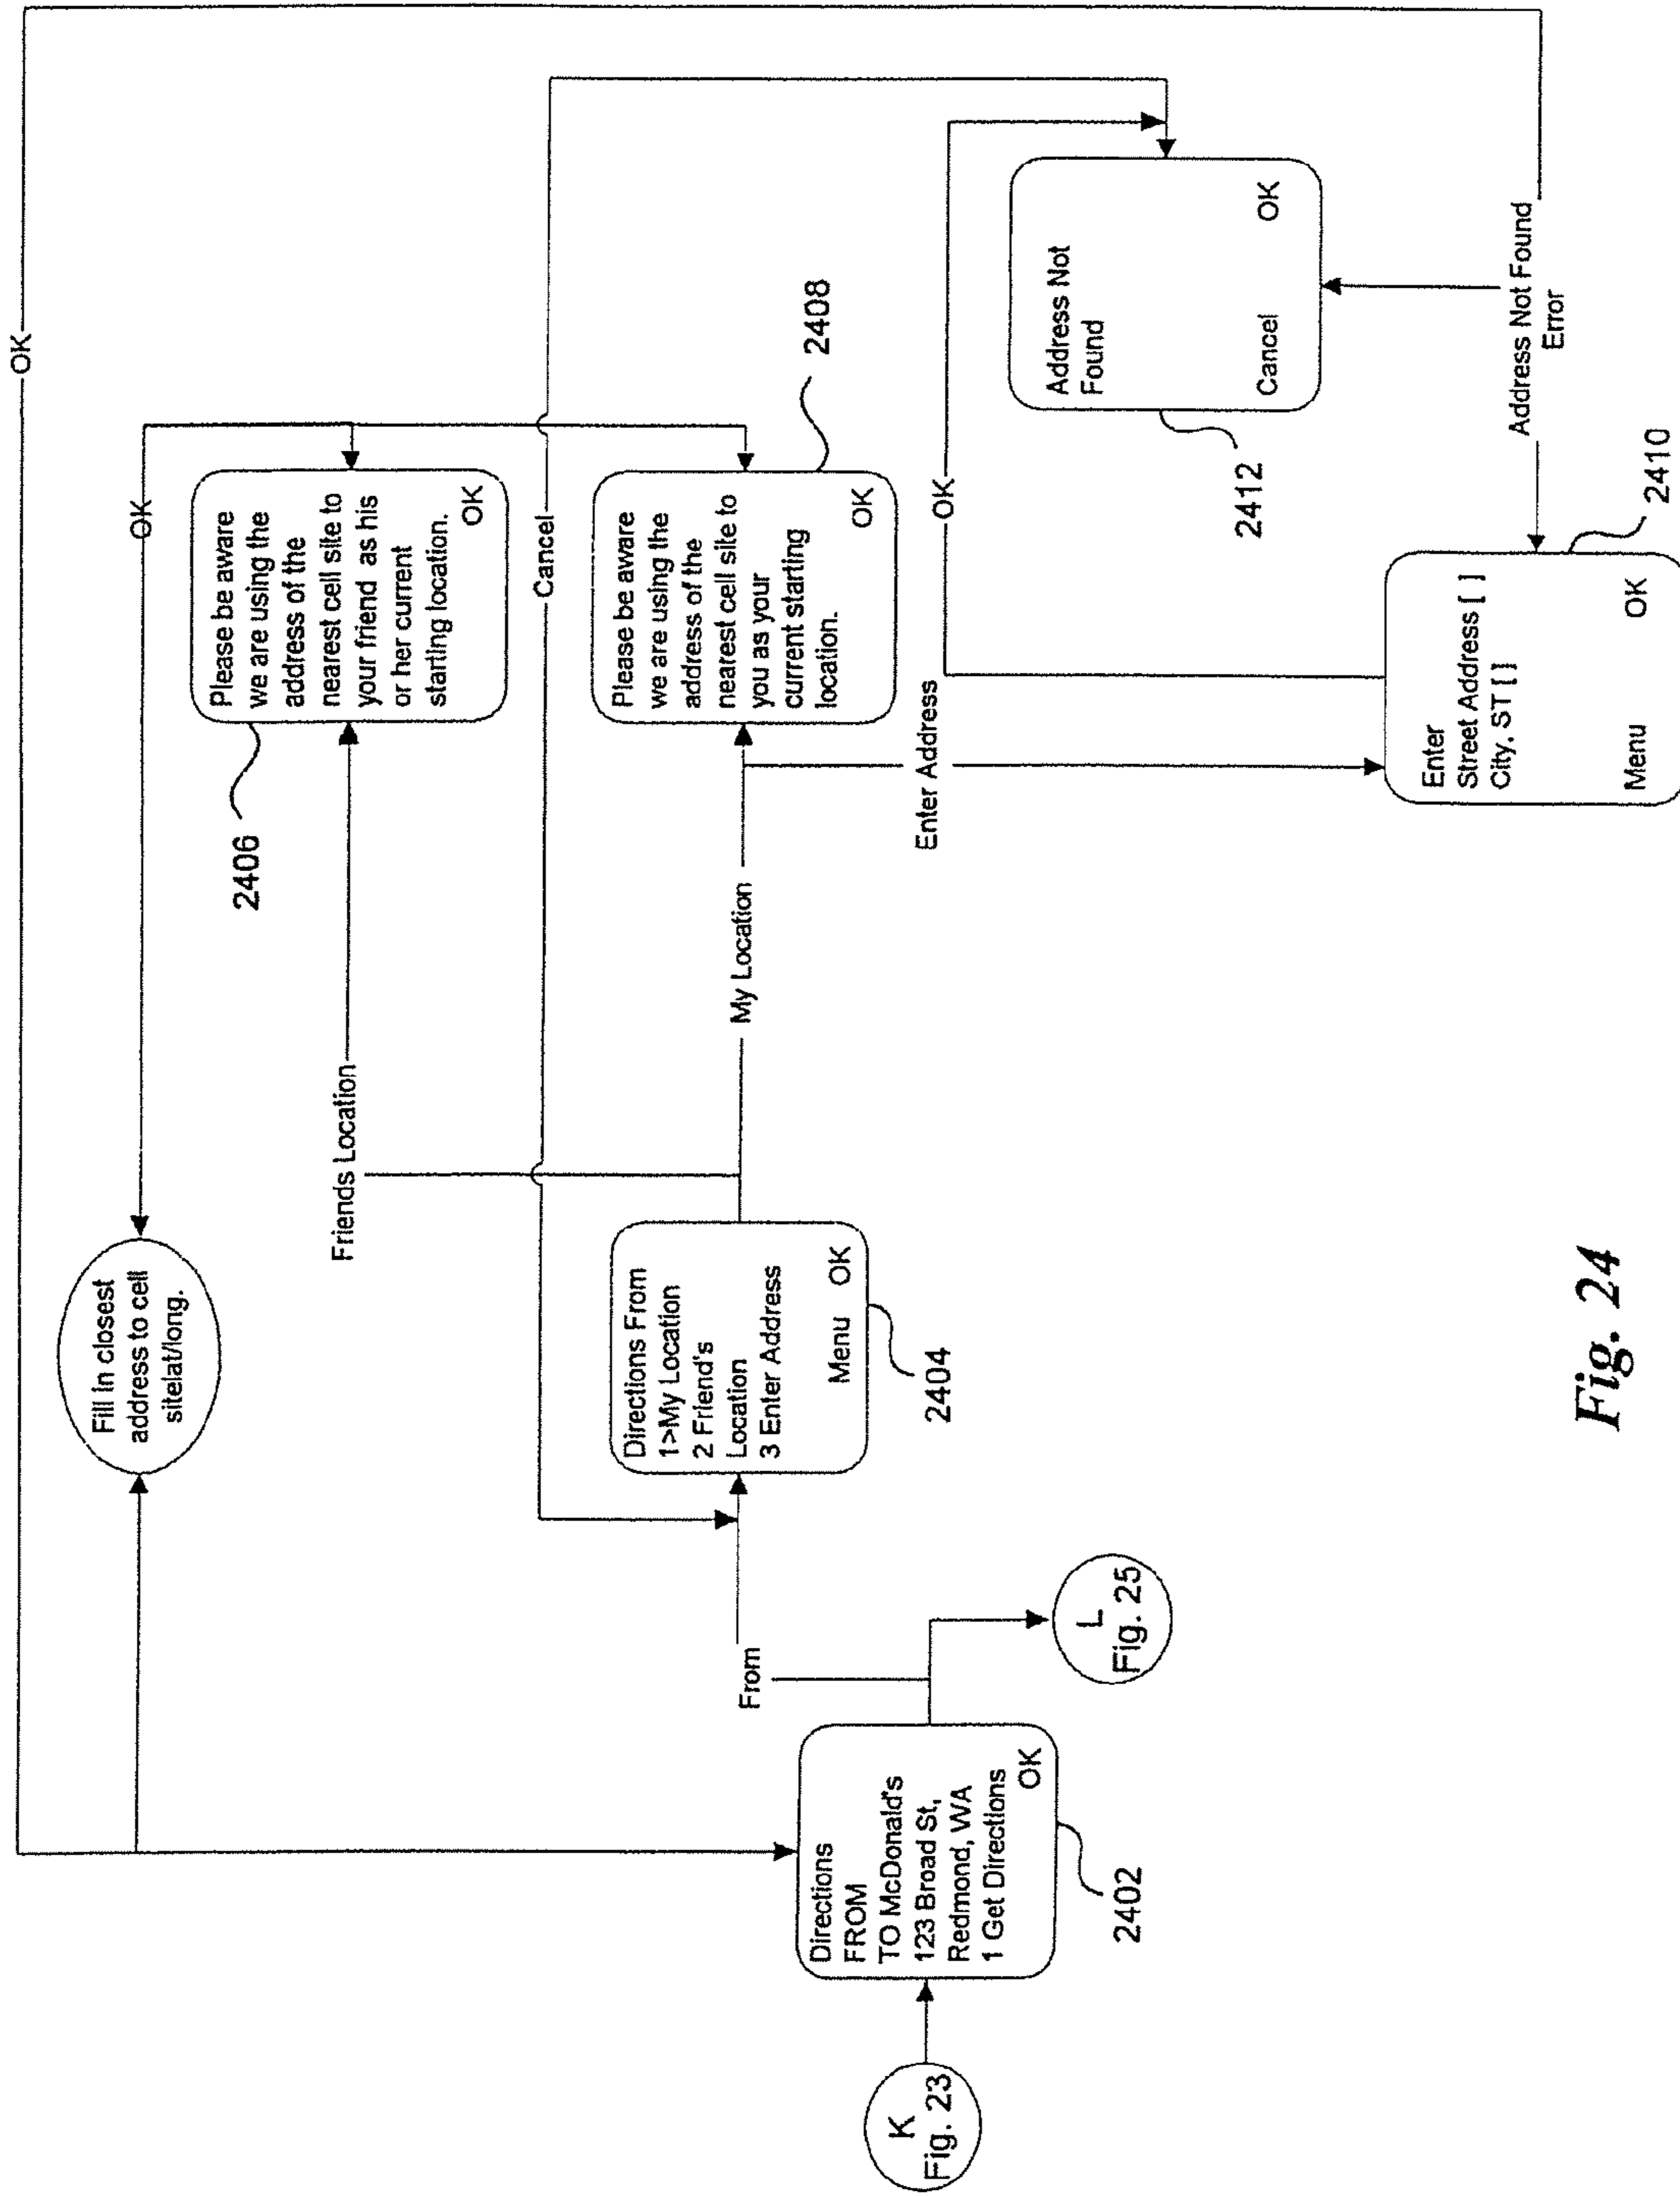 OK
Fill in closest
address to cell
sitelat/long.
OK
Please be aware
we are using the
address of the
nearest cell site to
your friend as his
or her current
starting location.
OK
2406
Friends Location
Cancel
Directions From
1>My Location
2 Friend's
Location
3 Enter Address
Menu OK
2404
My Location
Please be aware
we are using the
address of the
nearest cell site to
you as your
current starting
location.
OK
2408
From
Directions
FROM
TO McDonald's
123 Broad St,
Redmond, WA
1 Get Directions
OK
2402
K
Fig. 23
L
Fig. 25
Enter Address
OK
Address Not
Found
Cancel OK
2412
Address Not Found
Error
Enter
Street Address [ ]
City, ST [ ]
Menu OK
2410
Fig. 24